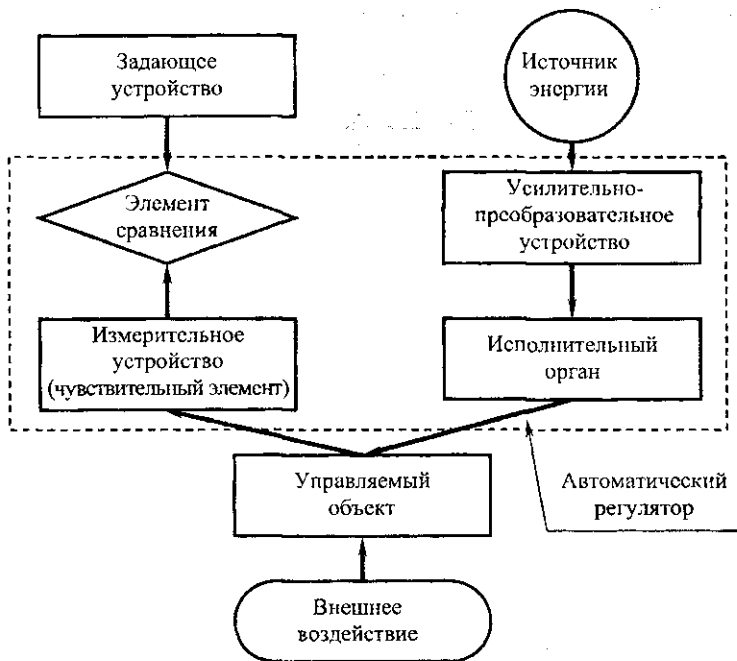 Задающее
устройство
Источник
энергии
Элемент
сравнения
Усилительно-
преобразовательное
устройство
Измерительное
устройство
(чувствительный элемент)
Исполнительный
орган
Управляемый
объект
Автоматический
регулятор
Внешнее
воздействие